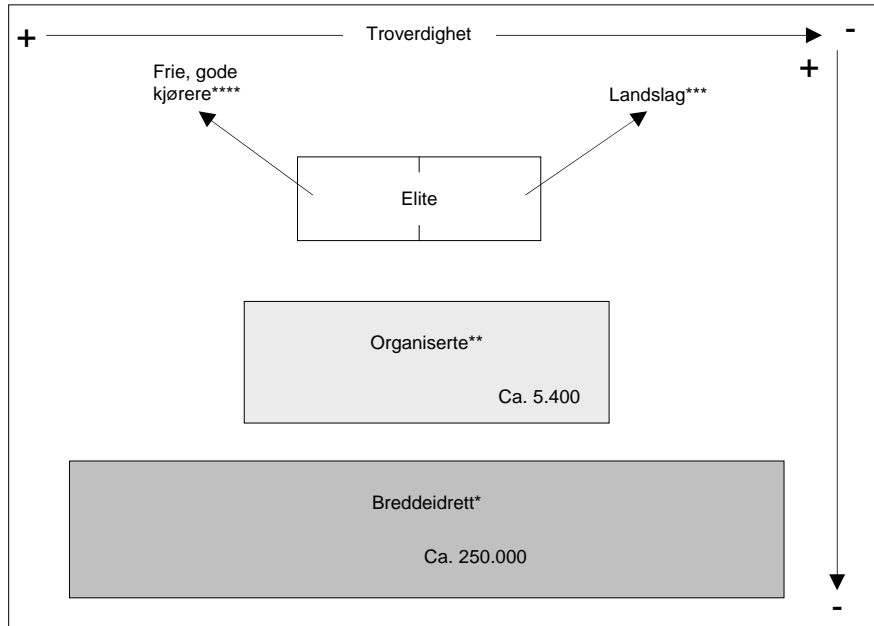 + Troverdighet -
+
Frie, gode
kjørere****
Landslag***
Elite
Organiserte**
Ca. 5.400
Breddeidrett*
Ca. 250.000
-